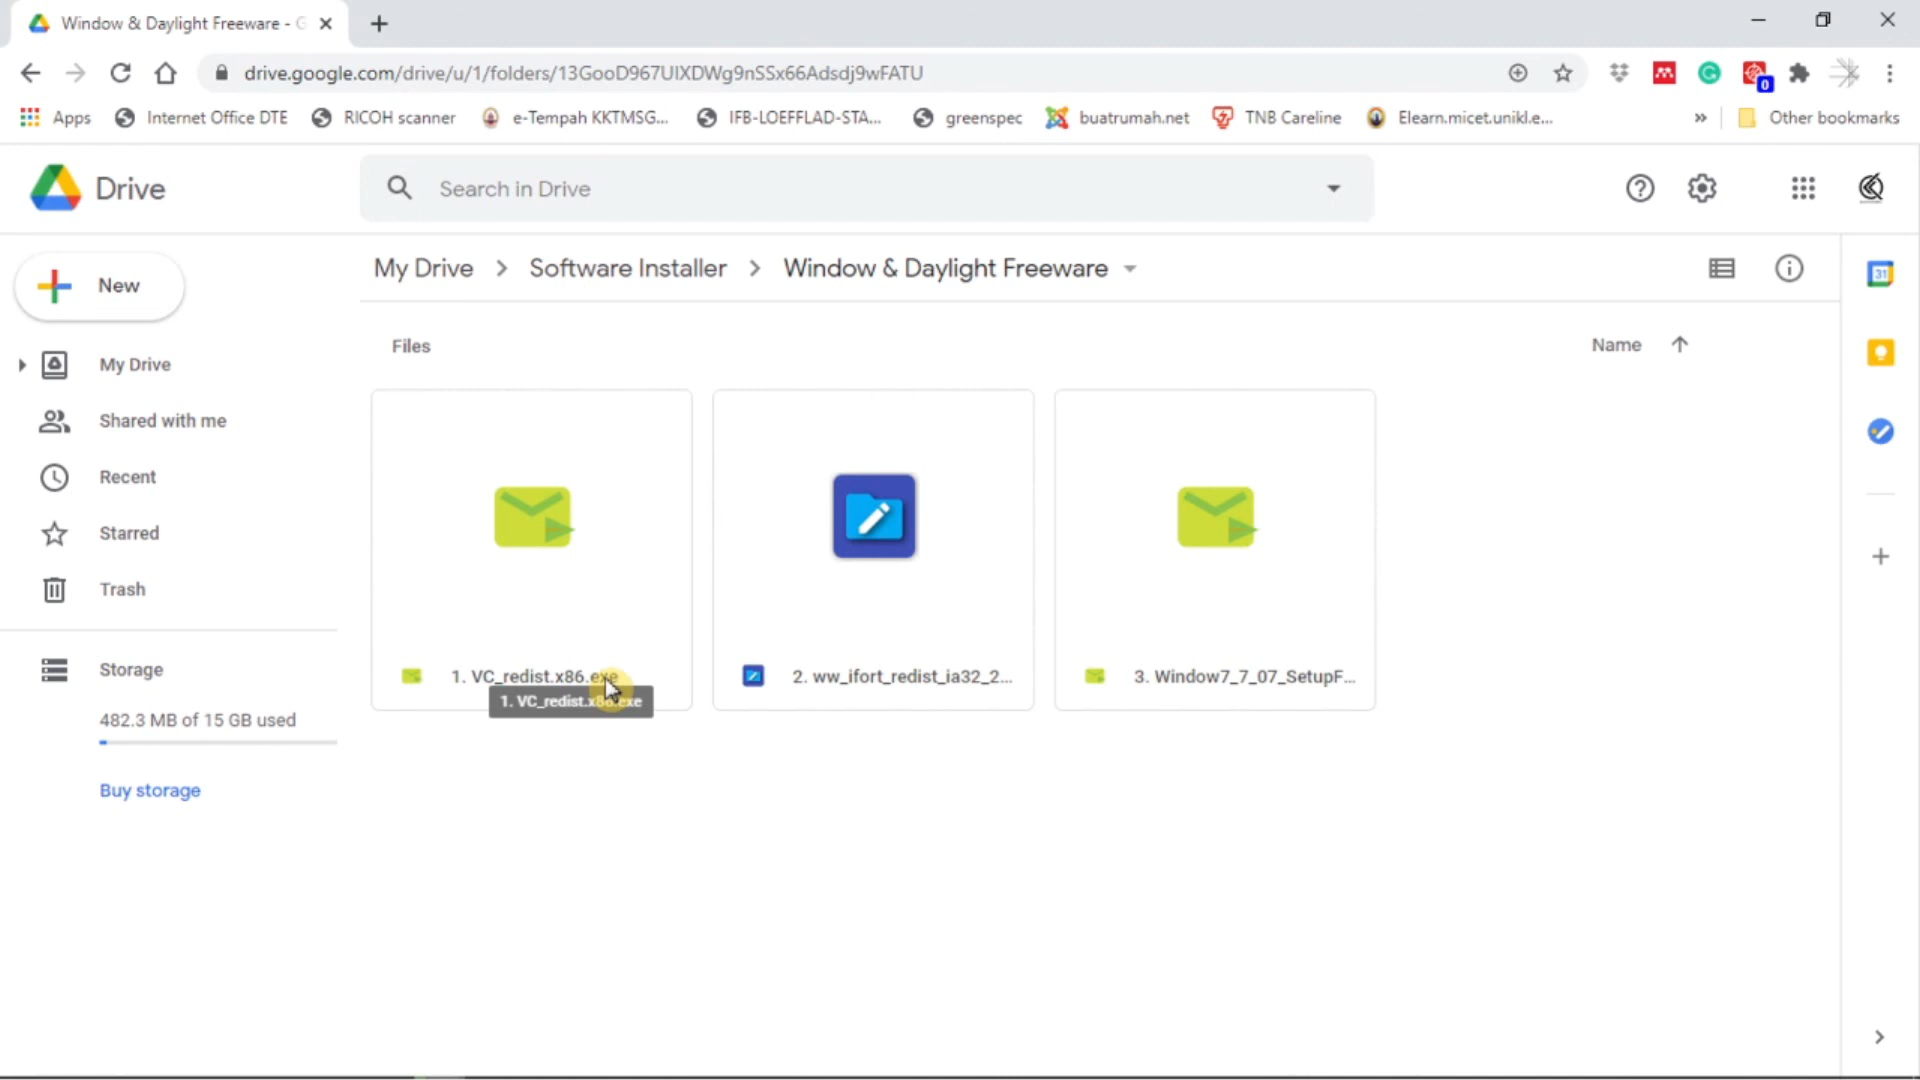 Window & Daylight Freeware - G
drive.google.com/drive/u/1/folders/13GooD967UIXDWg9nSSx66Adsdj9wFATU
0
Apps
Internet Office DTE
RICOH scanner
e-Tempah KKTMSG...
IFB-LOEFFLAD-STA...
greenspec
buatrumah.net
TNB Careline
Elearn.micet.unikl.e...
»
Other bookmarks
Drive
Search in Drive
New
My Drive > Software Installer > Window & Daylight Freeware
31
My Drive
Shared with me
Recent
Starred
Trash
Storage
482.3 MB of 15 GB used
Buy storage
Files
Name
1. VC_redist.x86.exe
1. VC_redist.x86.exe
2. ww_ifort_redist_ia32_2...
3. Window7_7_07_SetupF...